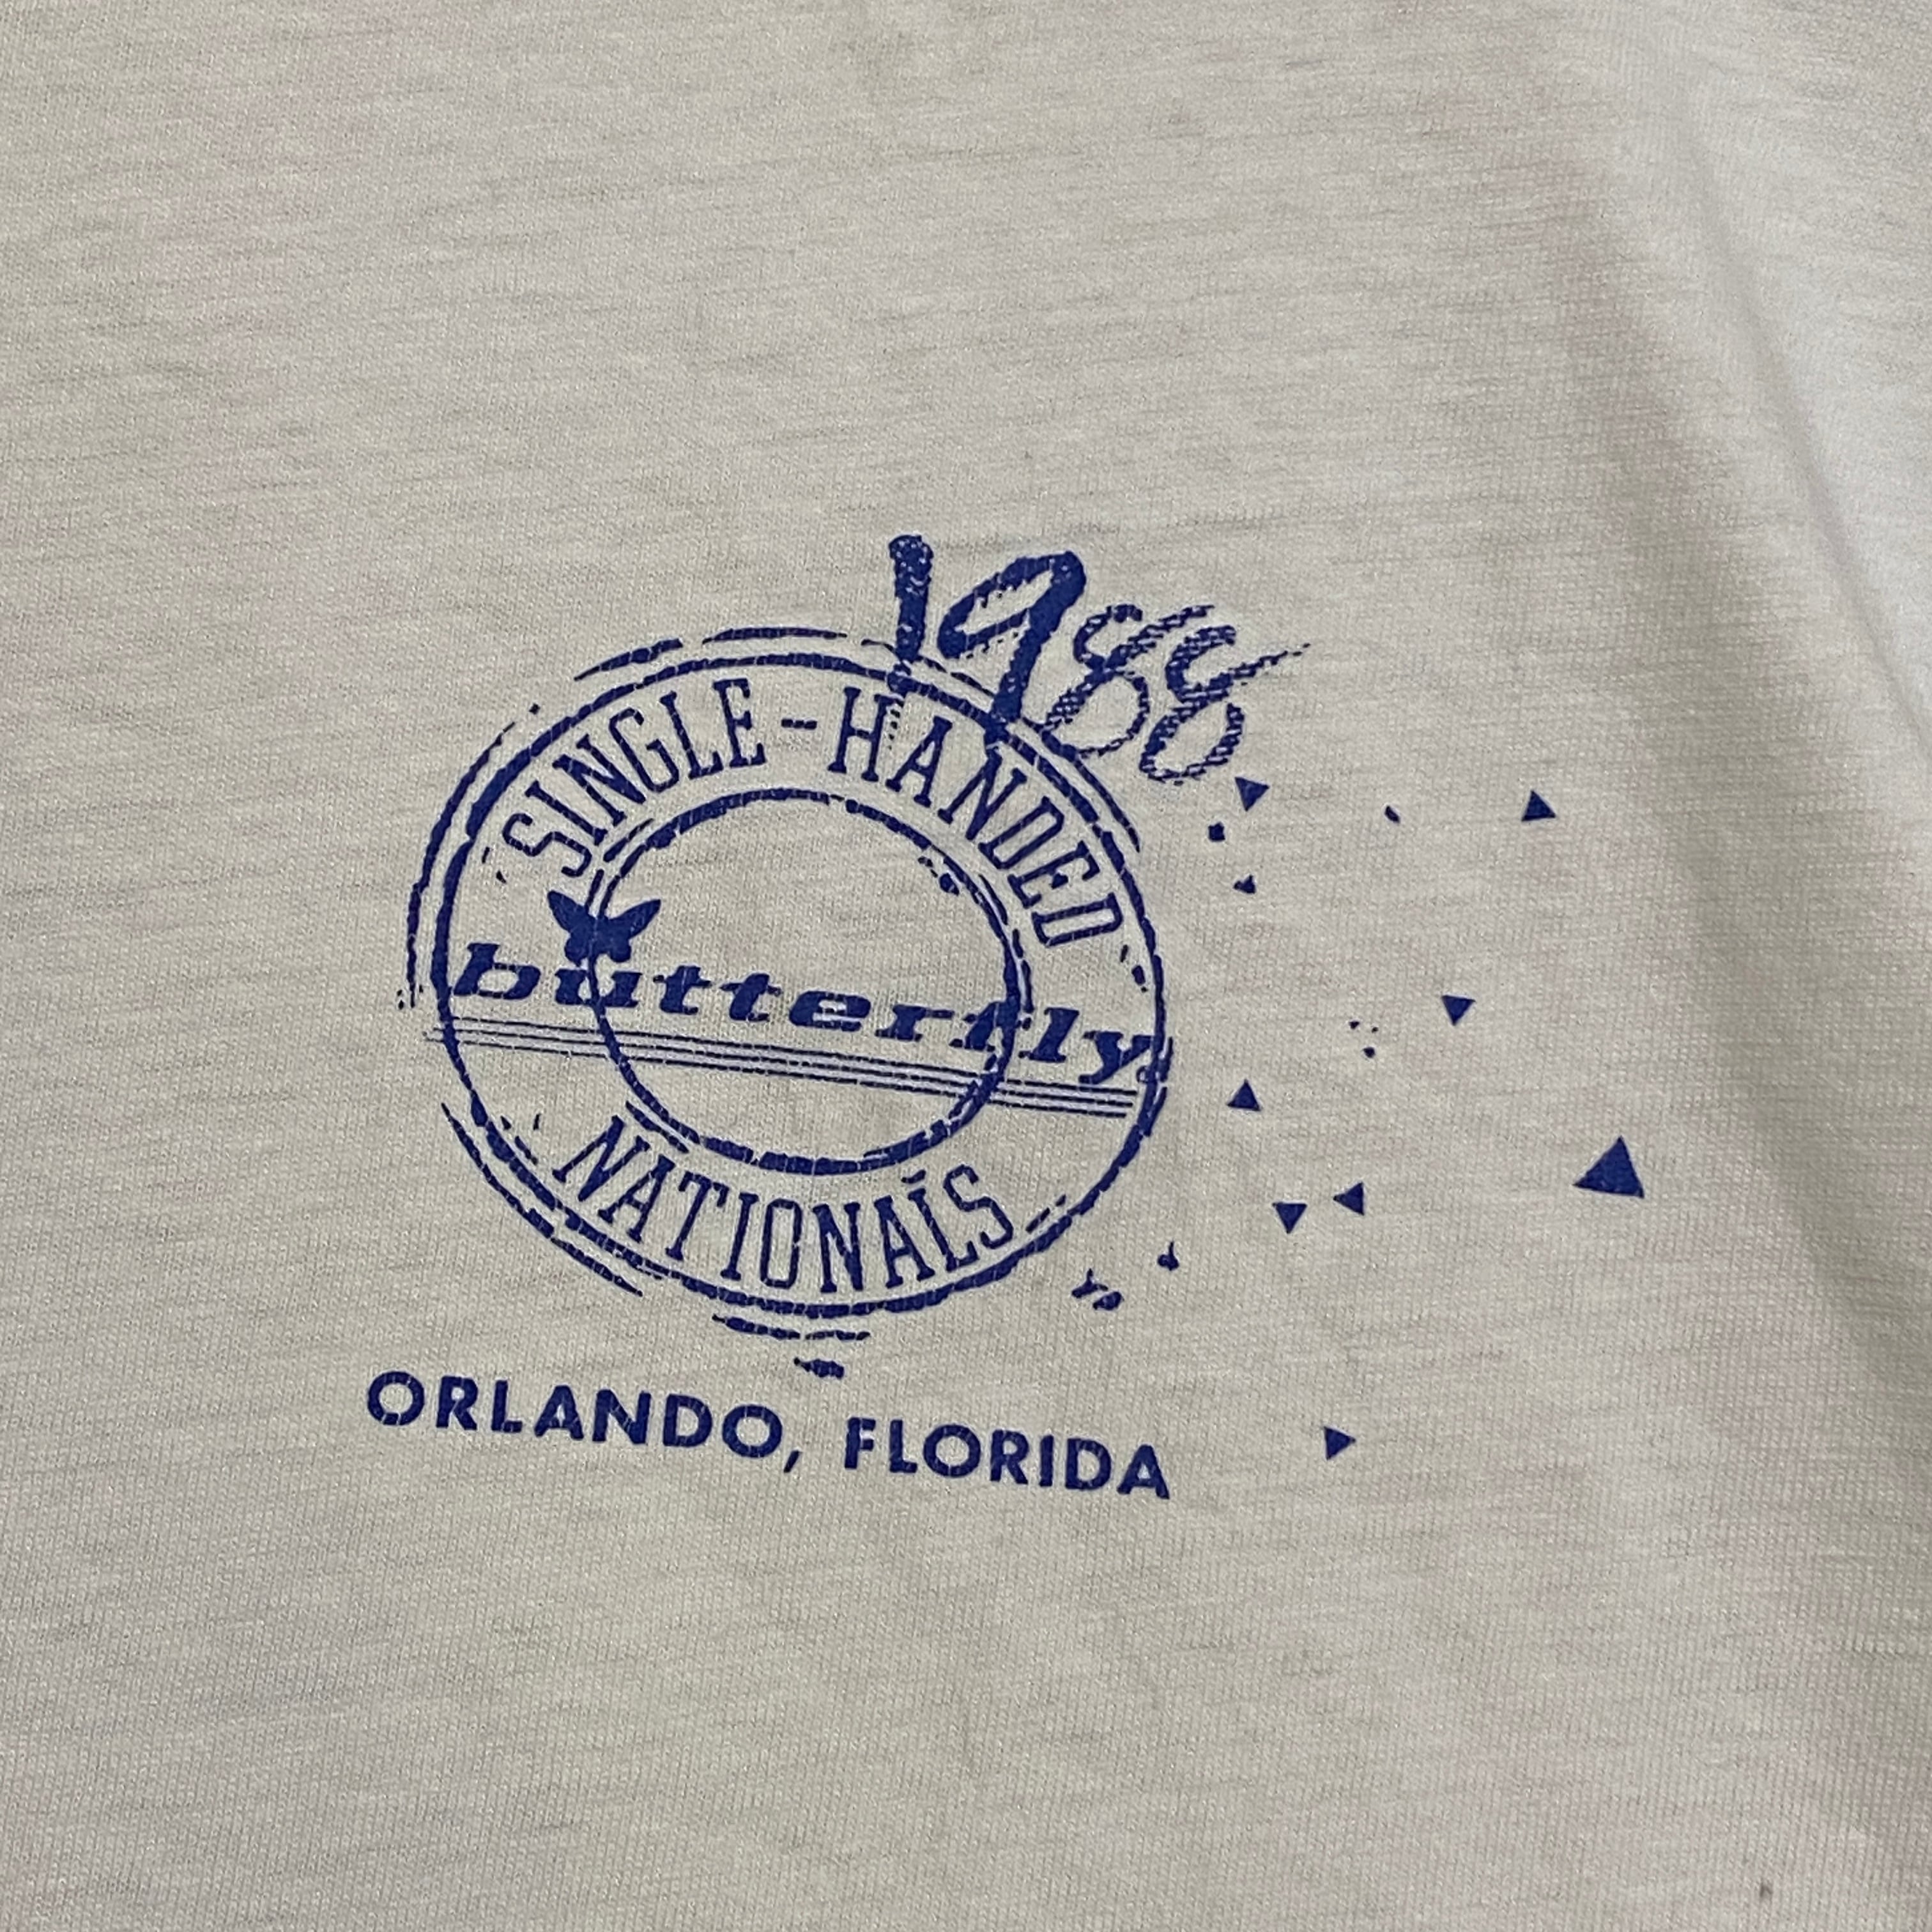 1988
SINGLE-HANDED
butterfly
NATIONALS
ORLANDO, FLORIDA